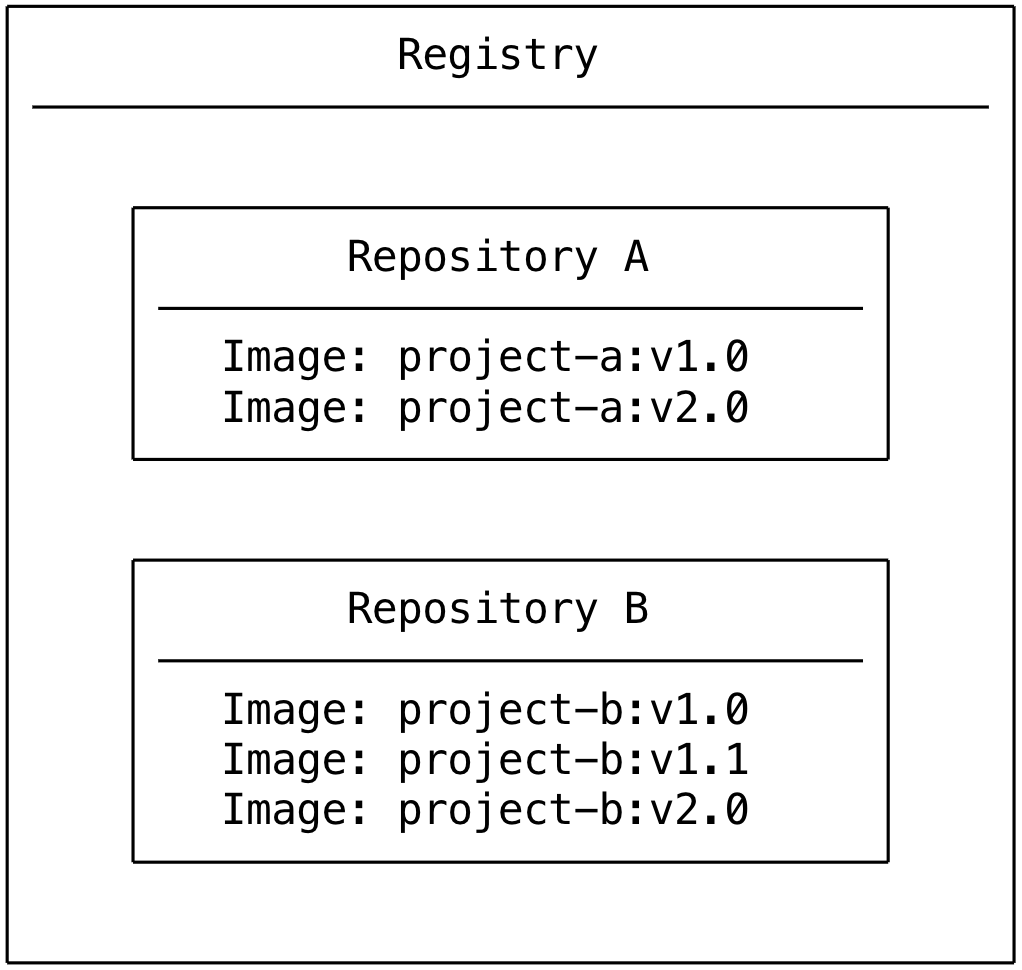 Registry
Repository A
Image: project-a:v1.0
Image: project-a:v2.0
Repository B
Image: project-b:v1.0
Image: project-b:v1.1
Image: project-b:v2.0